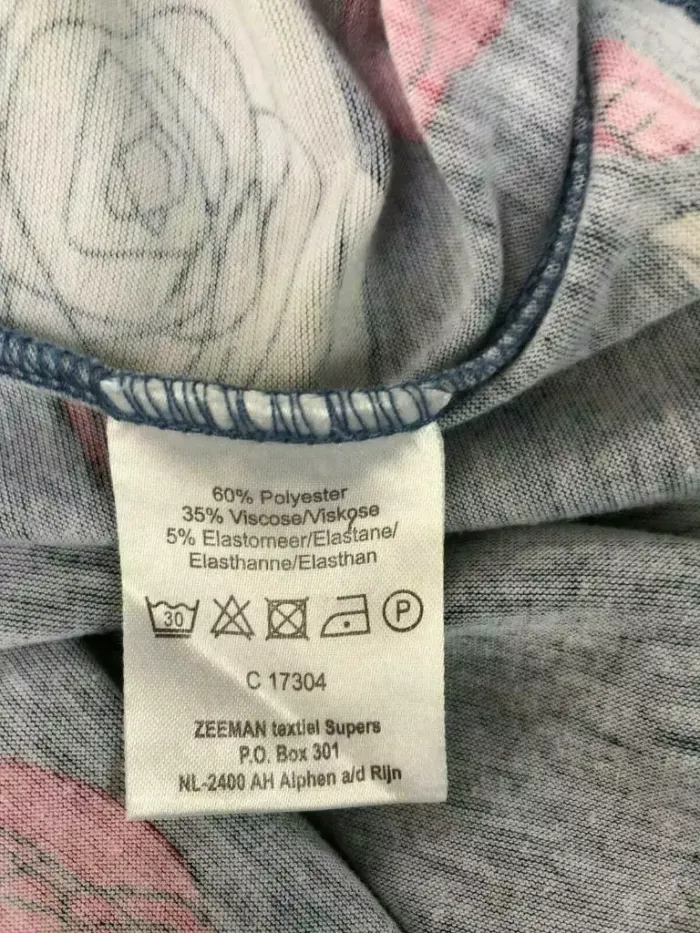 60% Polyester
35% Viscose/Viskose
5% Elastomeer/Elastane/
Elasthanne/Elasthan
30 P
C 17304
ZEEMAN textiel Supers
P.O. Box 301
NL-2400 AH Alphen a/d Rijn